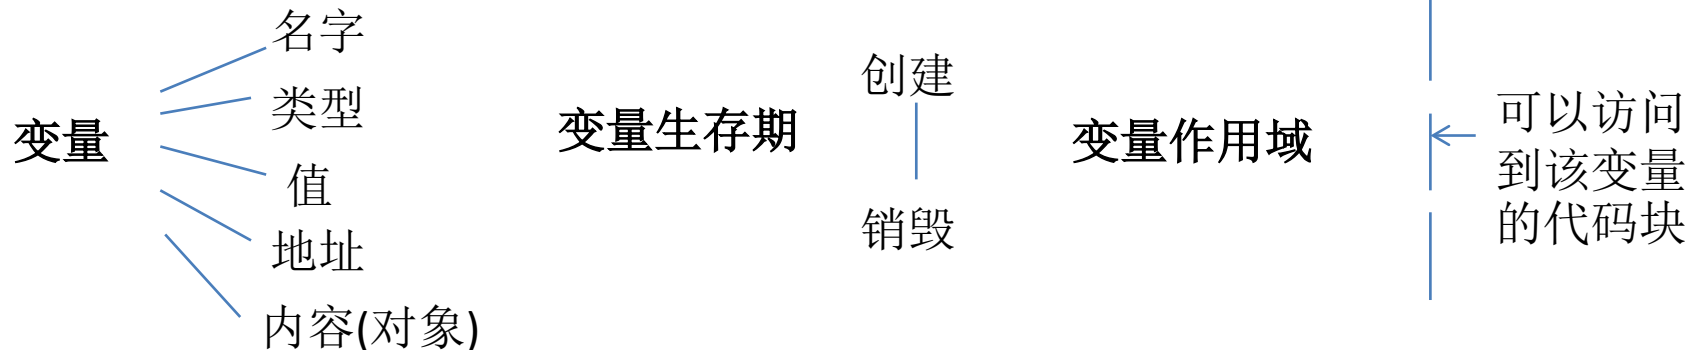 变量
名字
类型
值
地址
内容(对象)
变量生存期
创建
销毁
变量作用域
可以访问
到该变量
的代码块